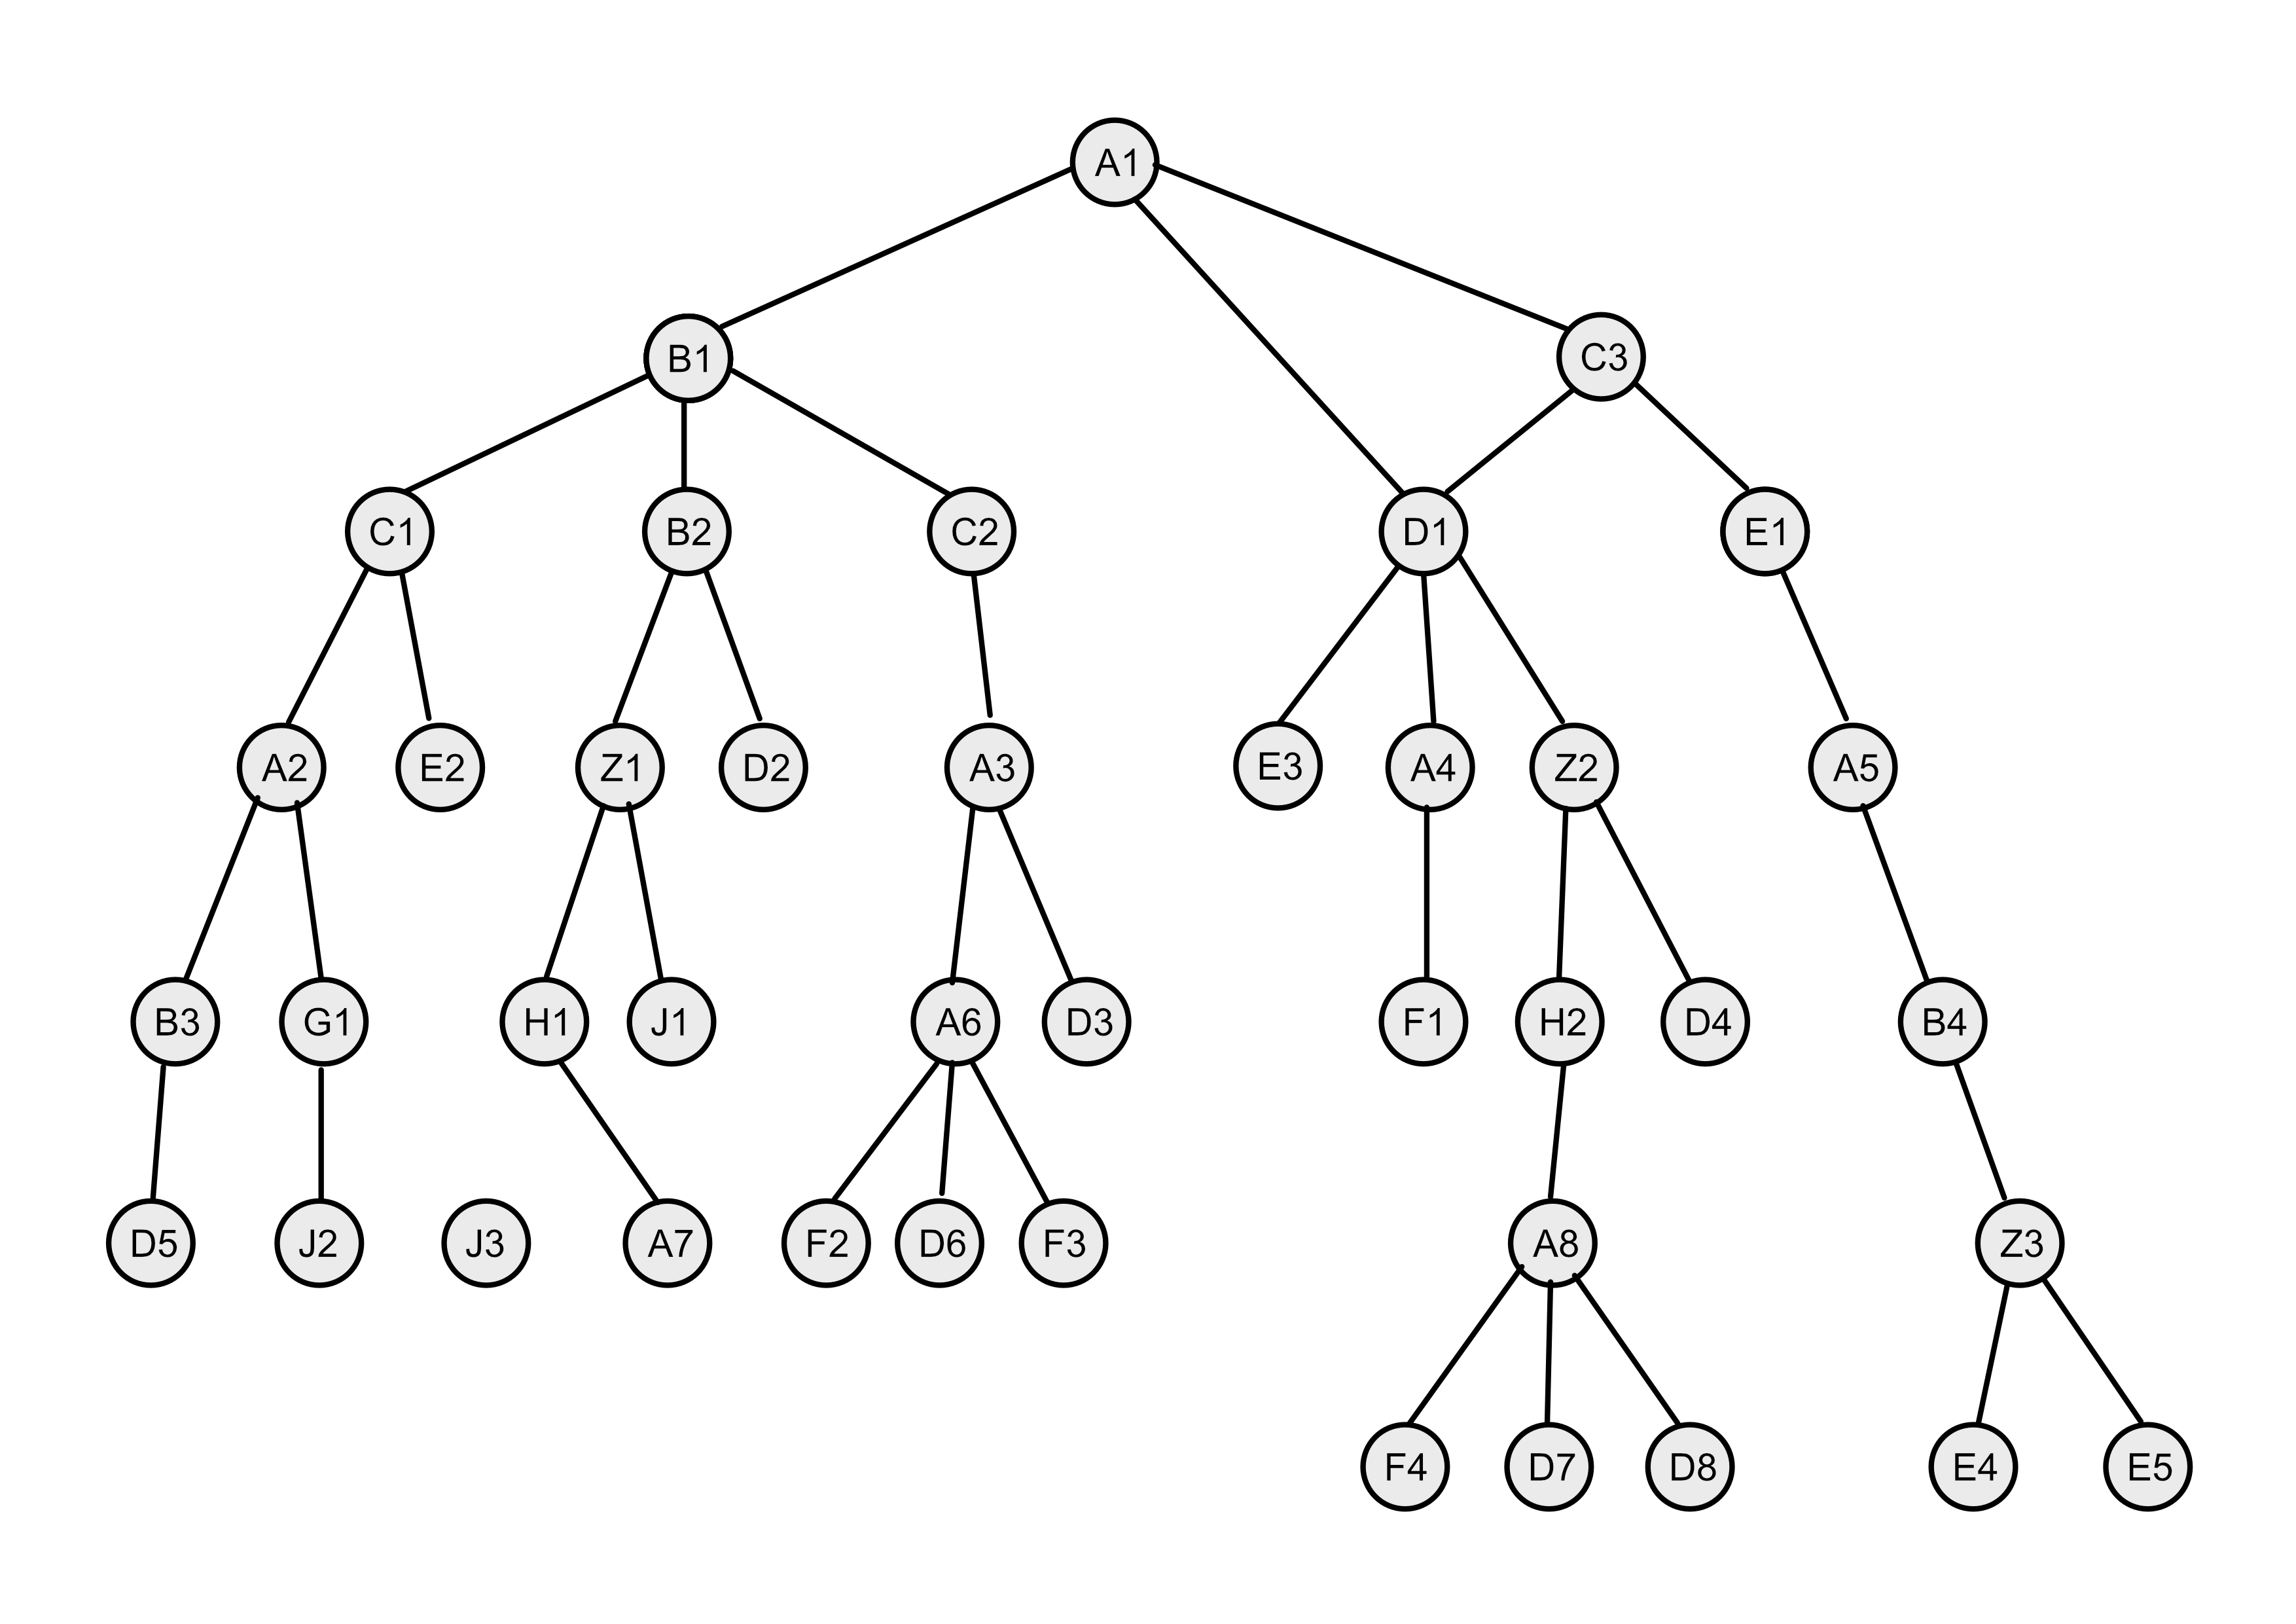 A1
B1 C3
C1 B2 C2 D1 E1
A2 E2 Z1 D2 A3 E3 A4 Z2 A5
B3 G1 H1 J1 A6 D3 F1 H2 D4 B4
D5 J2 J3 A7 F2 D6 F3 A8 Z3
F4 D7 D8 E4 E5